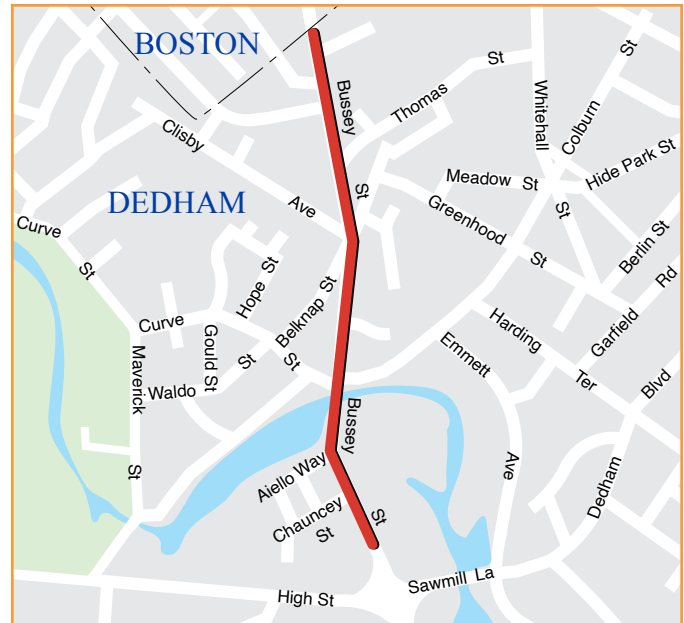 BOSTON
Bussey
St
Thomas St
Whitehall
St
Colburn St
Clisby
Ave
Meadow St
Hide Park St
DEDHAM
Greenhood
St
Curve
St
Hope St
Berlin St
Belknap St
Garfield Rd
Curve
St
Gould St
Harding
Ter
Emmett
Ave
Maverick
St
Waldo
St
Dedham
Blvd
Bussey
St
Aiello Way
Chauncey
St
High St
Sawmill La